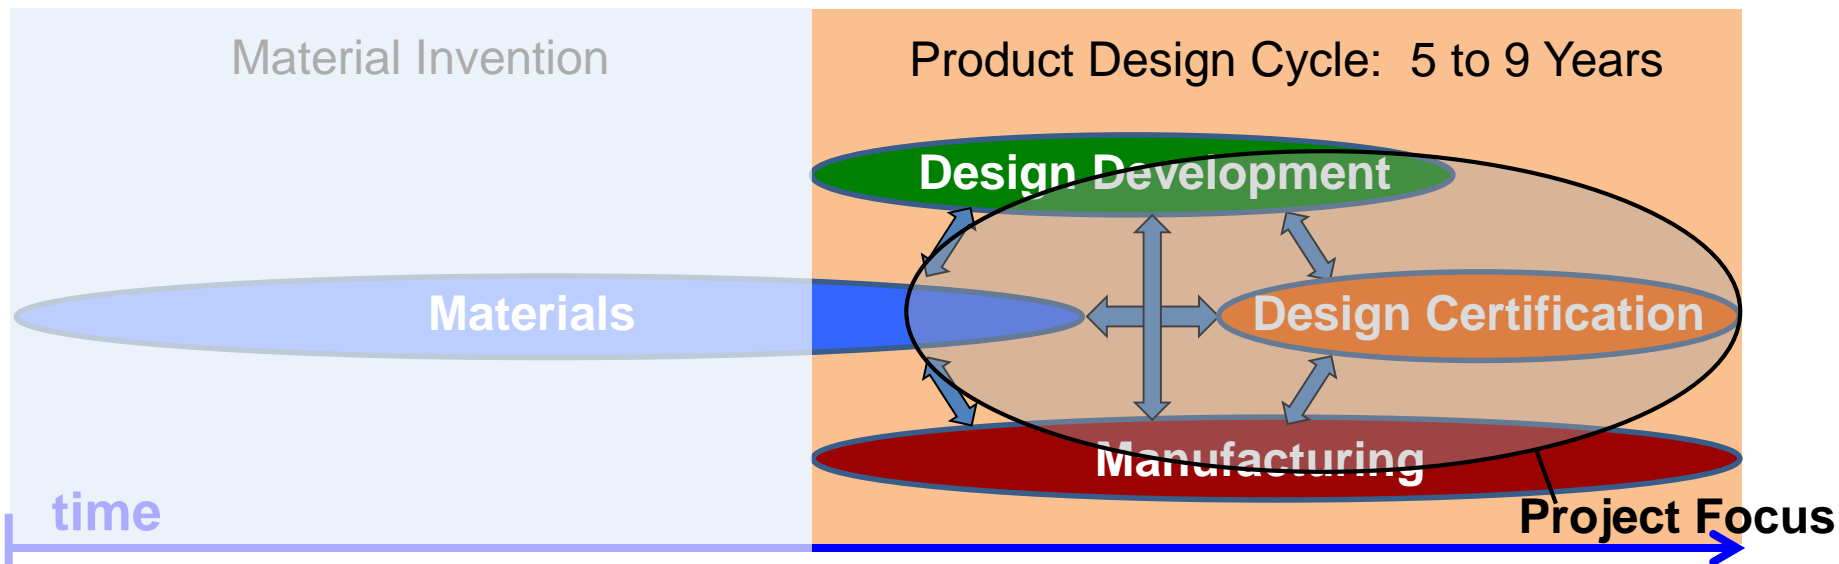 Material Invention
Product Design Cycle:  5 to 9 Years
Design Development
Materials
Design Certification
Manufacturing
time
Project Focus